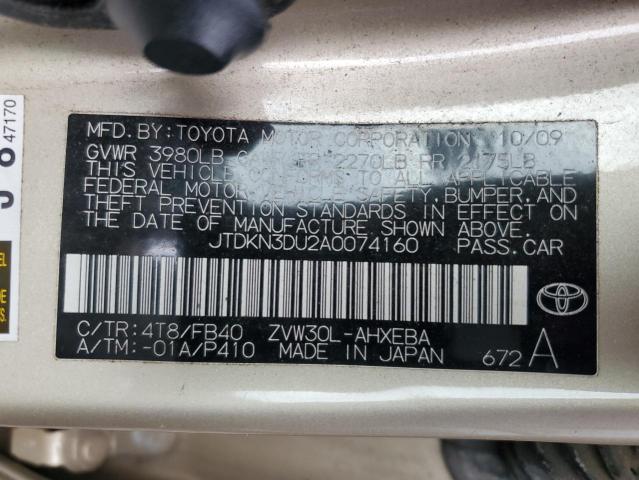 MFD. BY: TOYOTA MOTOR CORPORATION 10/09
GVWR 3980LB 2270LB RR 2175LB
THIS VEHICLE CONFORMS TO ALL APPLICABLE
FEDERAL MOTOR VEHICLE SAFETY, BUMPER, AND
THEFT PREVENTION STANDARDS IN EFFECT ON
THE DATE OF MANUFACTURE SHOWN ABOVE.
JTDKN3DU2A0074160 PASS.CAR
C/TR: 4T8/FB40 ZVW30L-AHXEBA
A/TM: -01A/P410 MADE IN JAPAN 672 A
47170